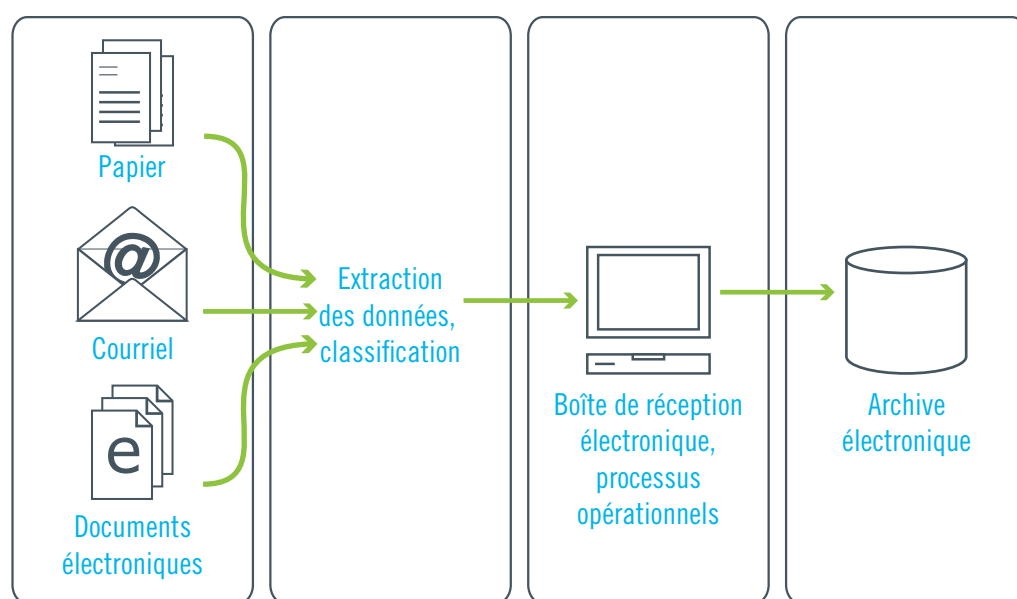 Papier
@
Courriel
e
Documents
électroniques
Extraction
des données,
classification
Boîte de réception
électronique,
processus
opérationnels
Archive
électronique